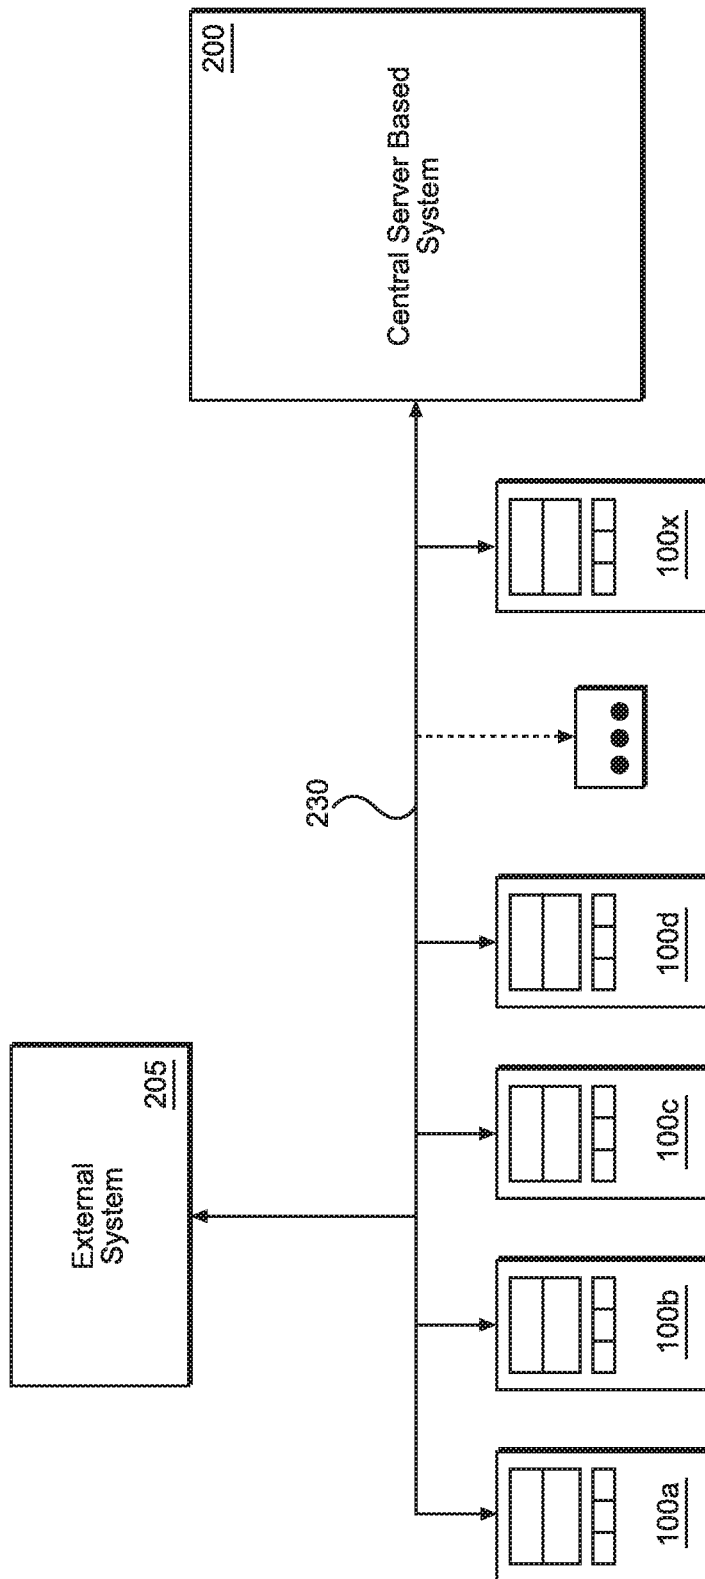 200
Central Server Based
System
External
System
205
230
100a
100b
100c
100d
100x